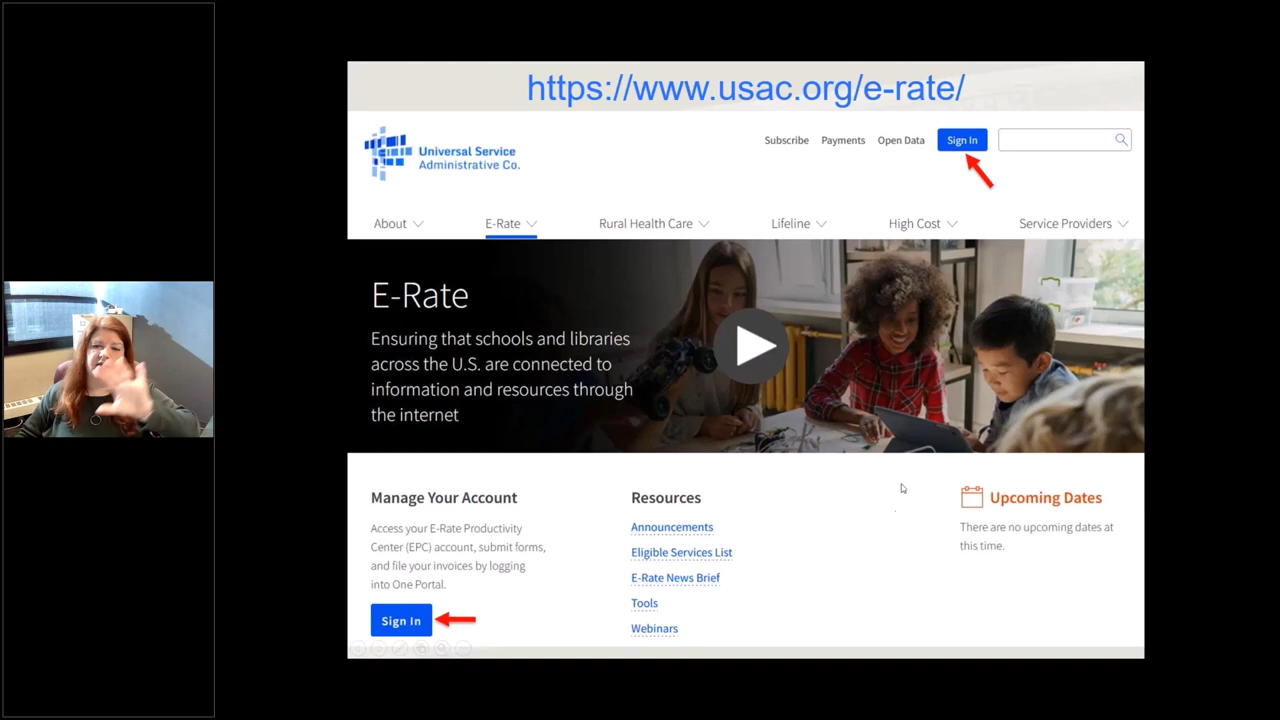 https://www.usac.org/e-rate/
Universal Service
Administrative Co.
Subscribe Payments Open Data Sign In
About E-Rate Rural Health Care Lifeline High Cost Service Providers
E-Rate
Ensuring that schools and libraries
across the U.S. are connected to
information and resources through
the internet
Manage Your Account
Access your E-Rate Productivity
Center (EPC) account, submit forms,
and file your invoices by logging
into One Portal.
Sign In
Resources
Announcements
Eligible Services List
E-Rate News Brief
Tools
Webinars
Upcoming Dates
There are no upcoming dates at
this time.